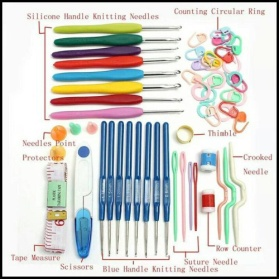 Silicone Handle Knitting Needles
Counting Circular Ring
Thimble
Needles Point
Protectors
Crooked
Needle
Tape Measure
Scissors
Blue Handle Knitting Needles
Suture Needle
Row Counter